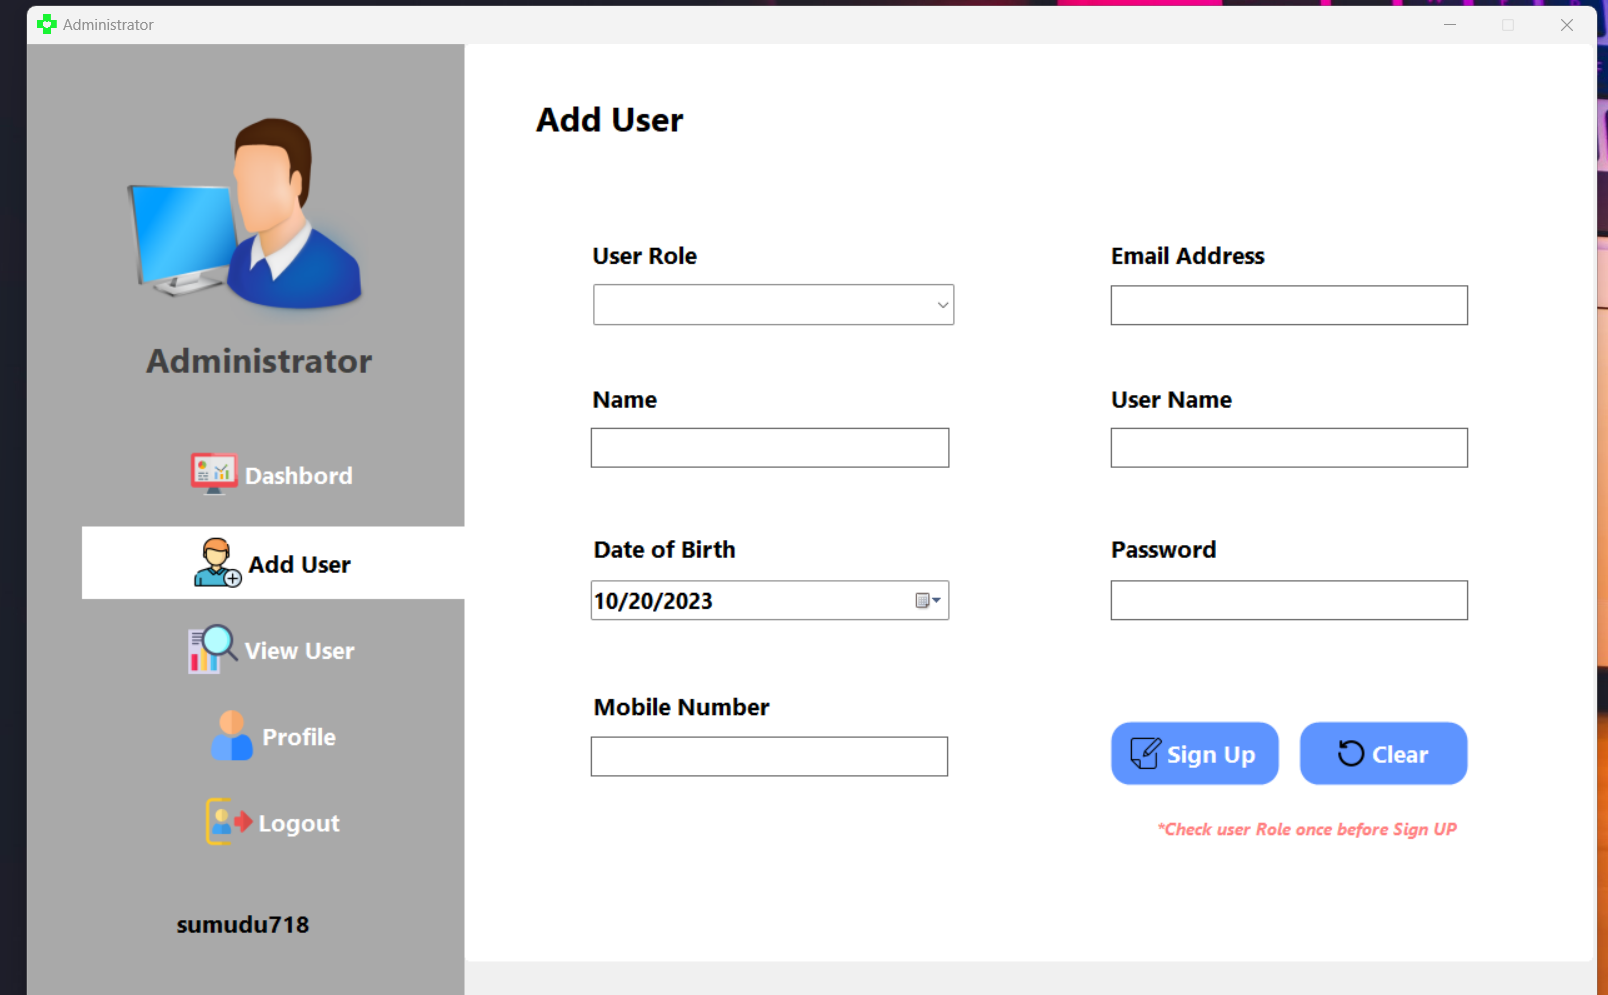 Administrator
Administrator
Dashbord
Add User
View User
Profile
Logout
sumudu718
Add User
User Role
Email Address
Name
User Name
Date of Birth
Password
10/20/2023
Mobile Number
Sign Up
Clear
*Check user Role once before Sign UP